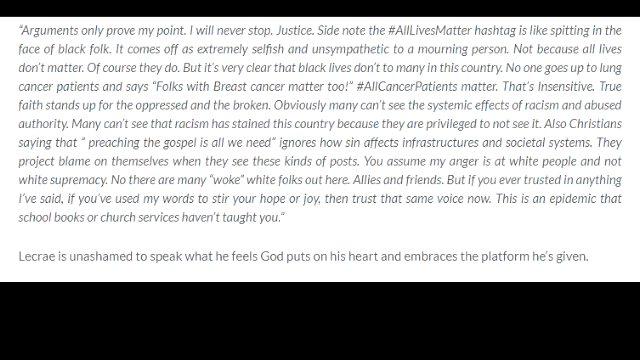 “Arguments only prove my point. I will never stop. Justice. Side note the #AllLivesMatter hashtag is like spitting in the
face of black folk. It comes off as extremely selfish and unsympathetic to a mourning person. Not because all lives
don’t matter. Of course they do. But it’s very clear that black lives don’t to many in this country. No one goes up to lung
cancer patients and says “Folks with Breast cancer matter too!” #AllCancerPatients matter. That’s Insensitive. True
faith stands up for the oppressed and the broken. Obviously many can’t see the systemic effects of racism and abused
authority. Many can’t see that racism has stained this country because they are privileged to not see it. Also Christians
saying that “ preaching the gospel is all we need“ ignores how sin affects infrastructures and societal systems. They
project blame on themselves when they see these kinds of posts. You assume my anger is at white people and not
white supremacy. No there are many “woke” white folks out here. Allies and friends. But if you ever trusted in anything
I’ve said, if you’ve used my words to stir your hope or joy, then trust that same voice now. This is an epidemic that
school books or church services haven’t taught you.”
Lecrae is unashamed to speak what he feels God puts on his heart and embraces the platform he’s given.